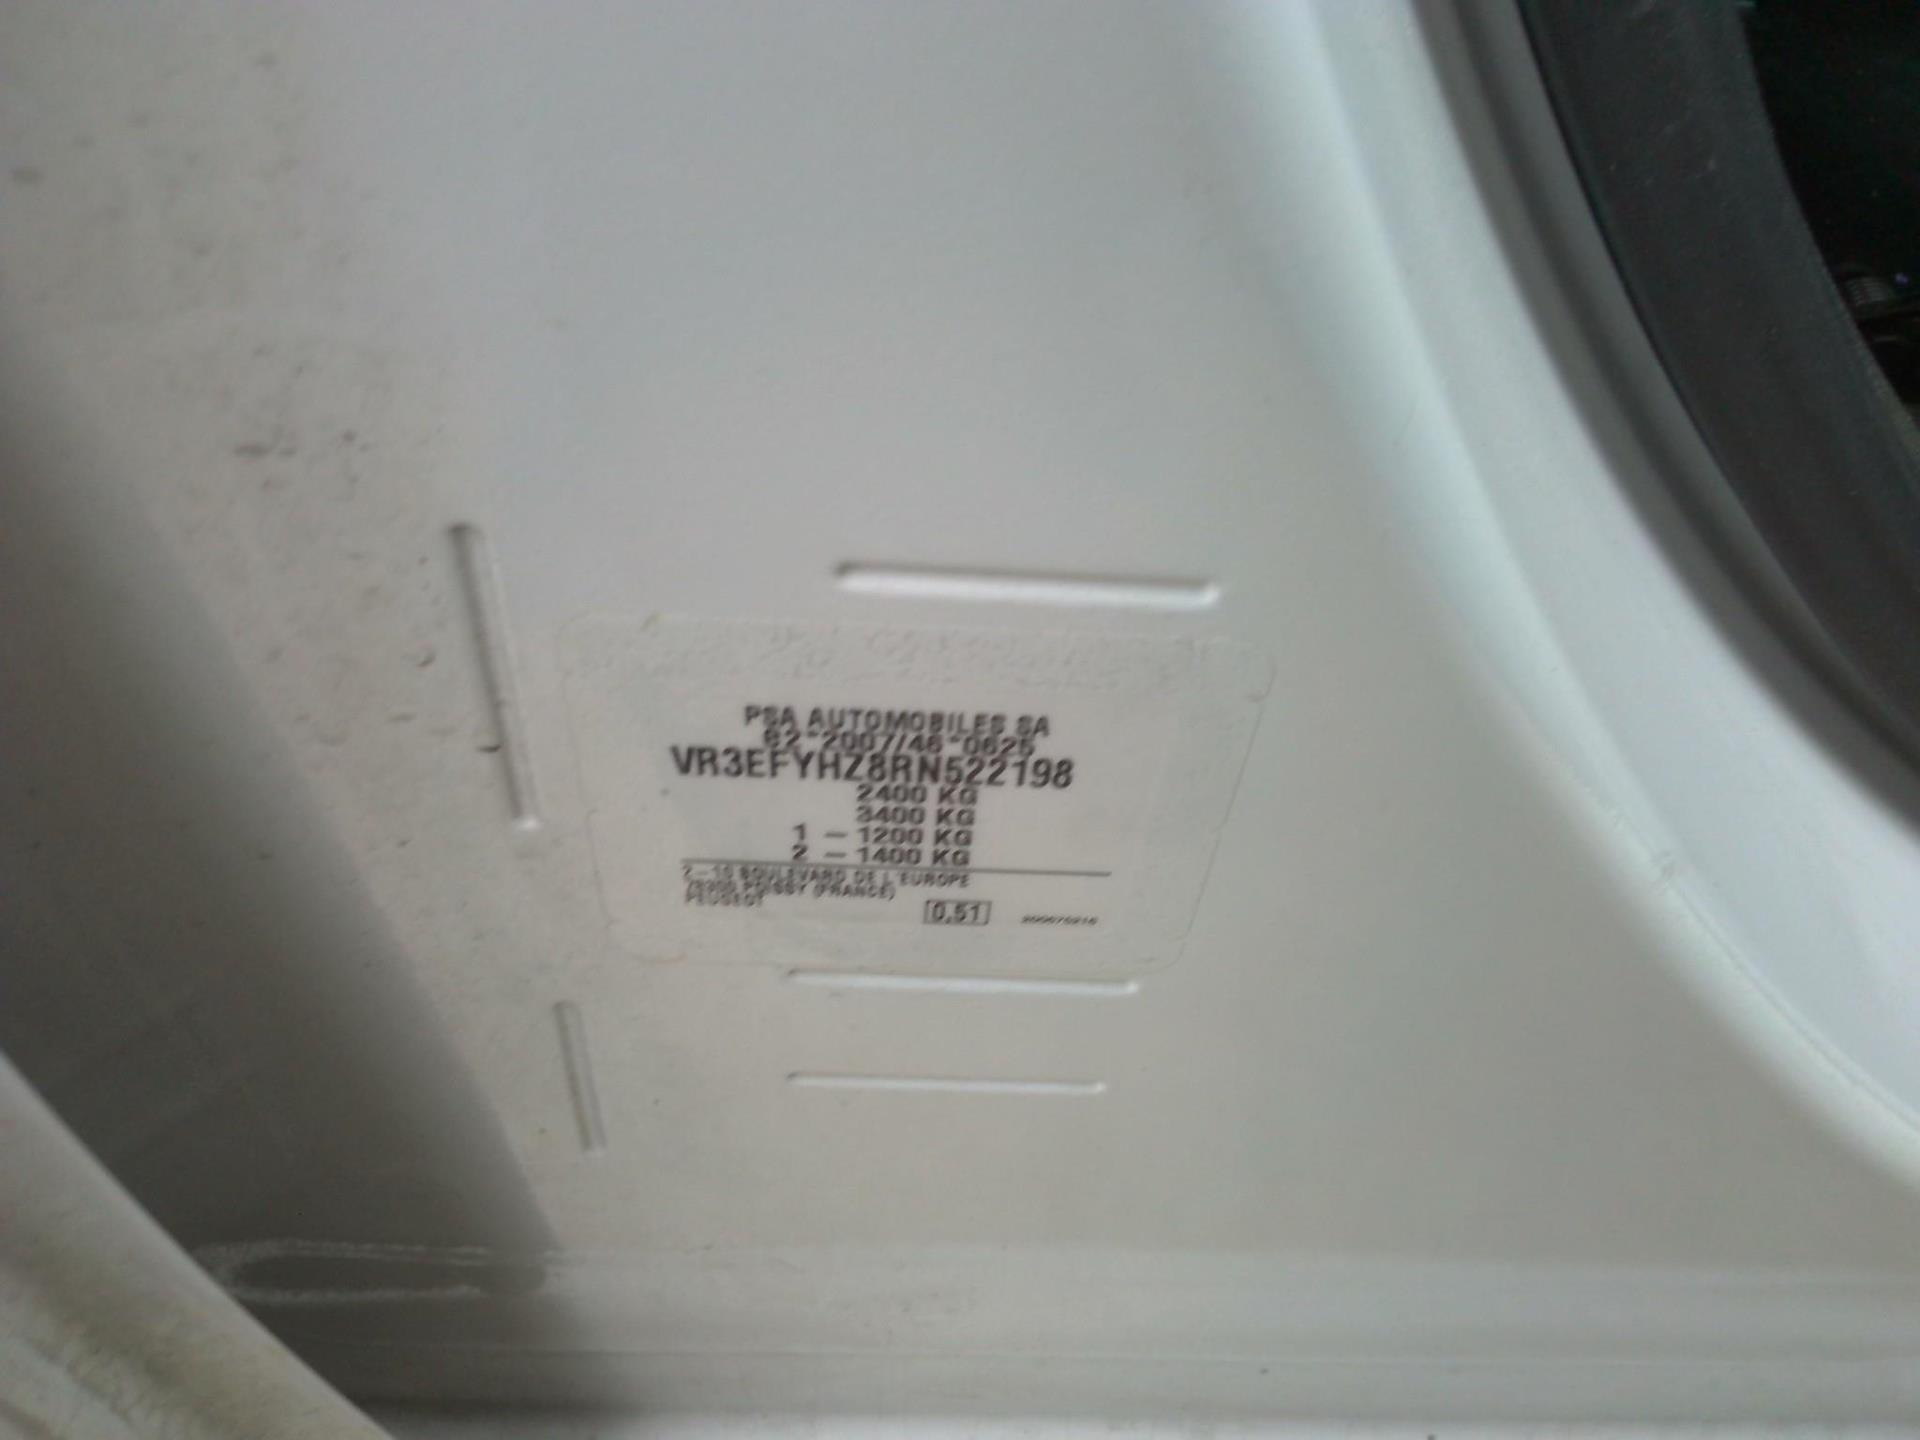 PSA AUTOMOBILES SA
e2*2007/46*0625
VR3EFYHZ8RN522198
2400 KG
3400 KG
1 - 1200 KG
2 - 1400 KG
2-10 BOULEVARD DE L'EUROPE
78300 POISSY (FRANCE)
PEUGEOT
0,51